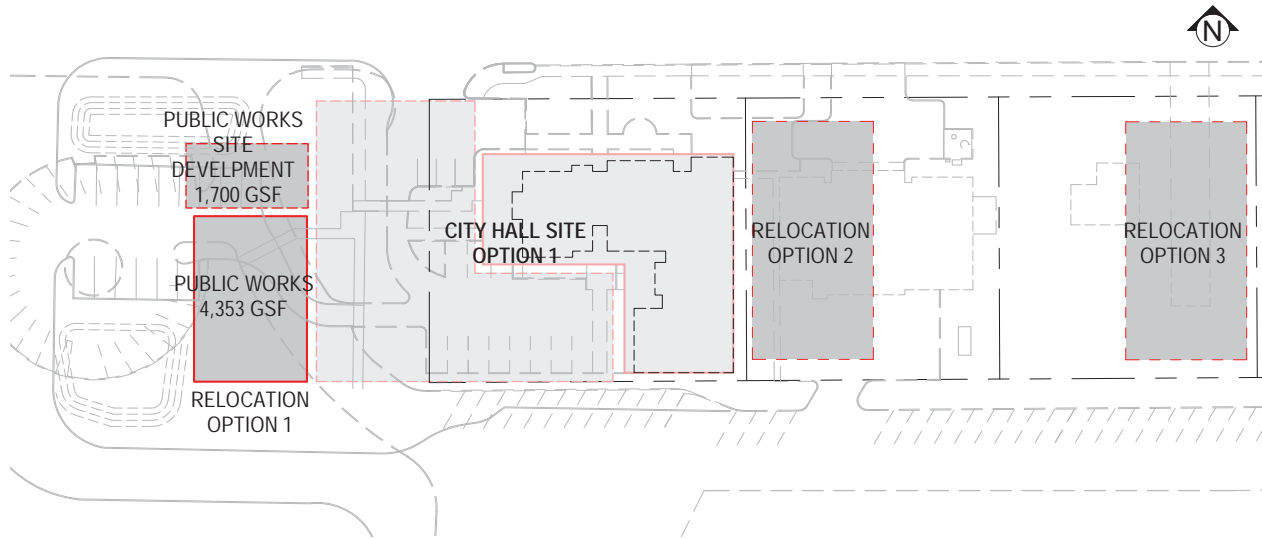 N
PUBLIC WORKS
SITE
DEVELPMENT
1,700 GSF
PUBLIC WORKS
4,353 GSF
RELOCATION
OPTION 1
CITY HALL SITE
OPTION 1
RELOCATION
OPTION 2
RELOCATION
OPTION 3